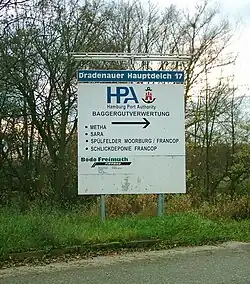 Dradenauer Hauptdeich 17
HPA
Hamburg Port Authority
BAGGERGUTVERWERTUNG
• METHA
• SARA
• SPÜLFELDER MOORBURG / FRANCOP
• SCHLICKDEPONIE FRANCOP
Bodo Freimuth